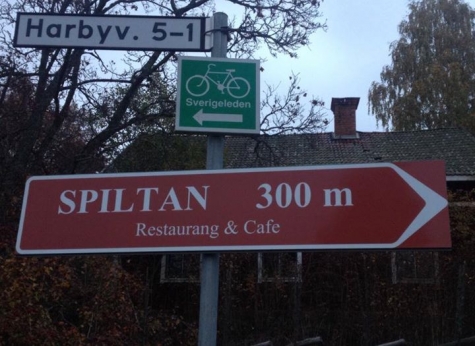 Harbyv. 5-1
Sverigeleden
SPILTAN 300 m
Restaurang & Cafe